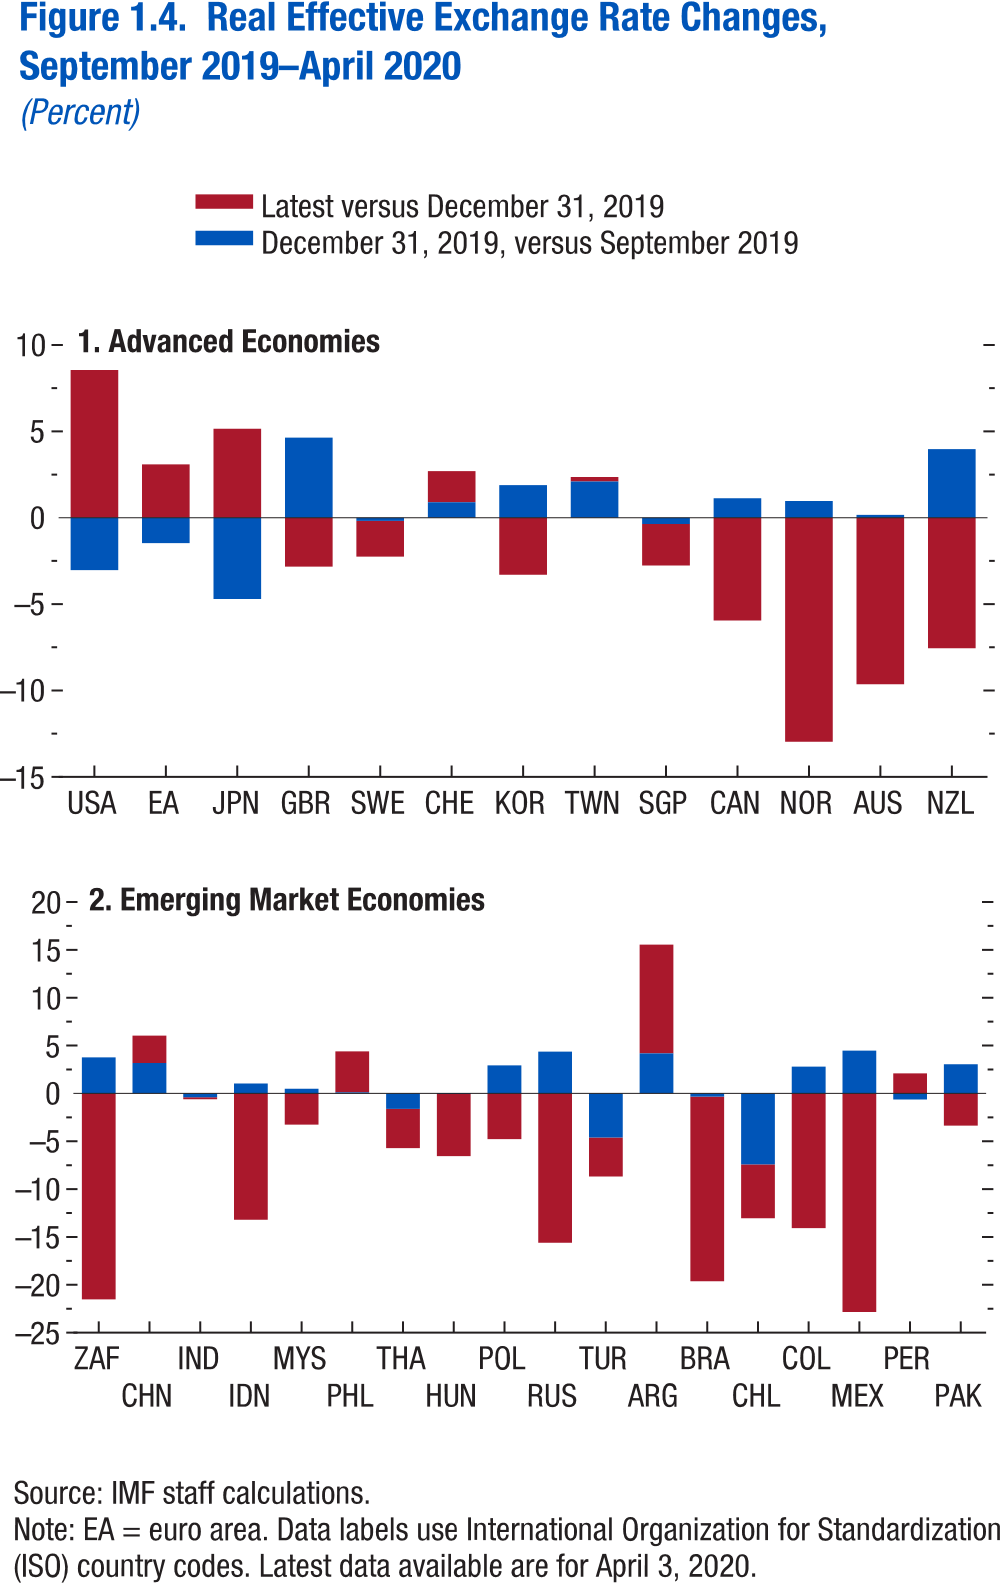 Figure 1.4. Real Effective Exchange Rate Changes,
September 2019–April 2020
(Percent)
Latest versus December 31, 2019
December 31, 2019, versus September 2019
1. Advanced Economies
10
5
0
–5
–10
–15
USA EA JPN GBR SWE CHE KOR TWN SGP CAN NOR AUS NZL
2. Emerging Market Economies
20
15
10
5
0
–5
–10
–15
–20
–25
ZAF IND MYS THA POL TUR BRA COL PER
CHN IDN PHL HUN RUS ARG CHL MEX PAK
Source: IMF staff calculations.
Note: EA = euro area. Data labels use International Organization for Standardization
(ISO) country codes. Latest data available are for April 3, 2020.